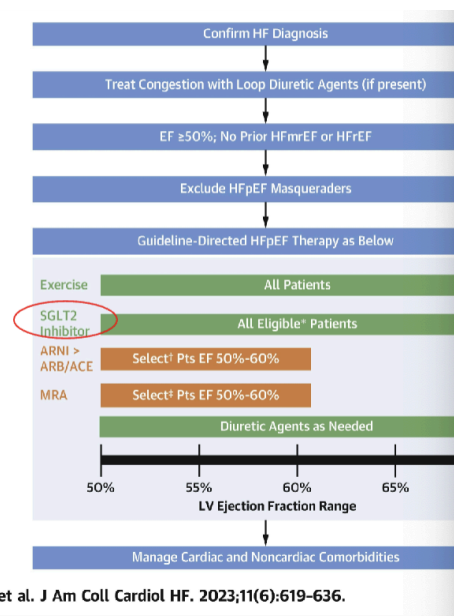 Confirm HF Diagnosis
Treat Congestion with Loop Diuretic Agents (if present)
EF ≥50%; No Prior HFmrEF or HFrEF
Exclude HFpEF Masqueraders
Guideline-Directed HFpEF Therapy as Below
Exercise All Patients
SGLT2
Inhibitor All Eligible* Patients
ARNI >
ARB/ACE Select† Pts EF 50%-60%
MRA Select‡ Pts EF 50%-60%
Diuretic Agents as Needed
50% 55% 60% 65%
LV Ejection Fraction Range
Manage Cardiac and Noncardiac Comorbidities
et al. J Am Coll Cardiol HF. 2023;11(6):619-636.